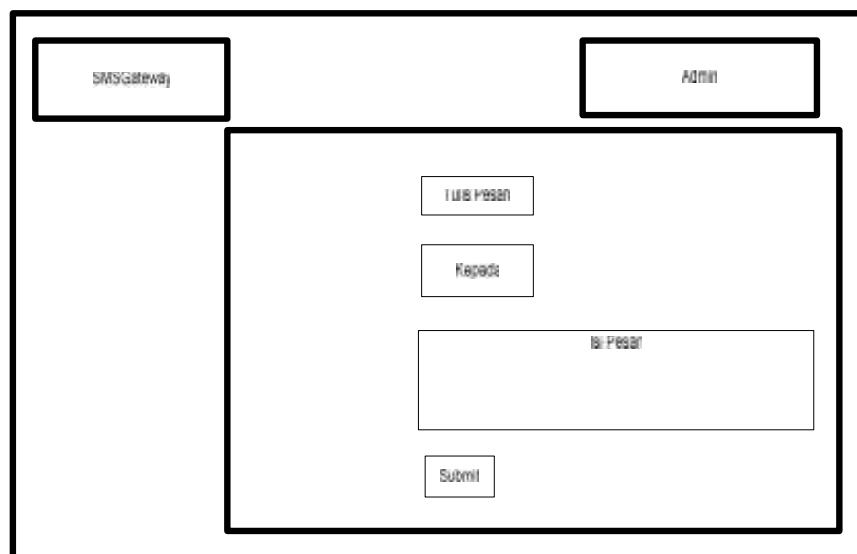 SMSGateway
Admin
Tulis Pesan
Kepada
Isi Pesan
Submit